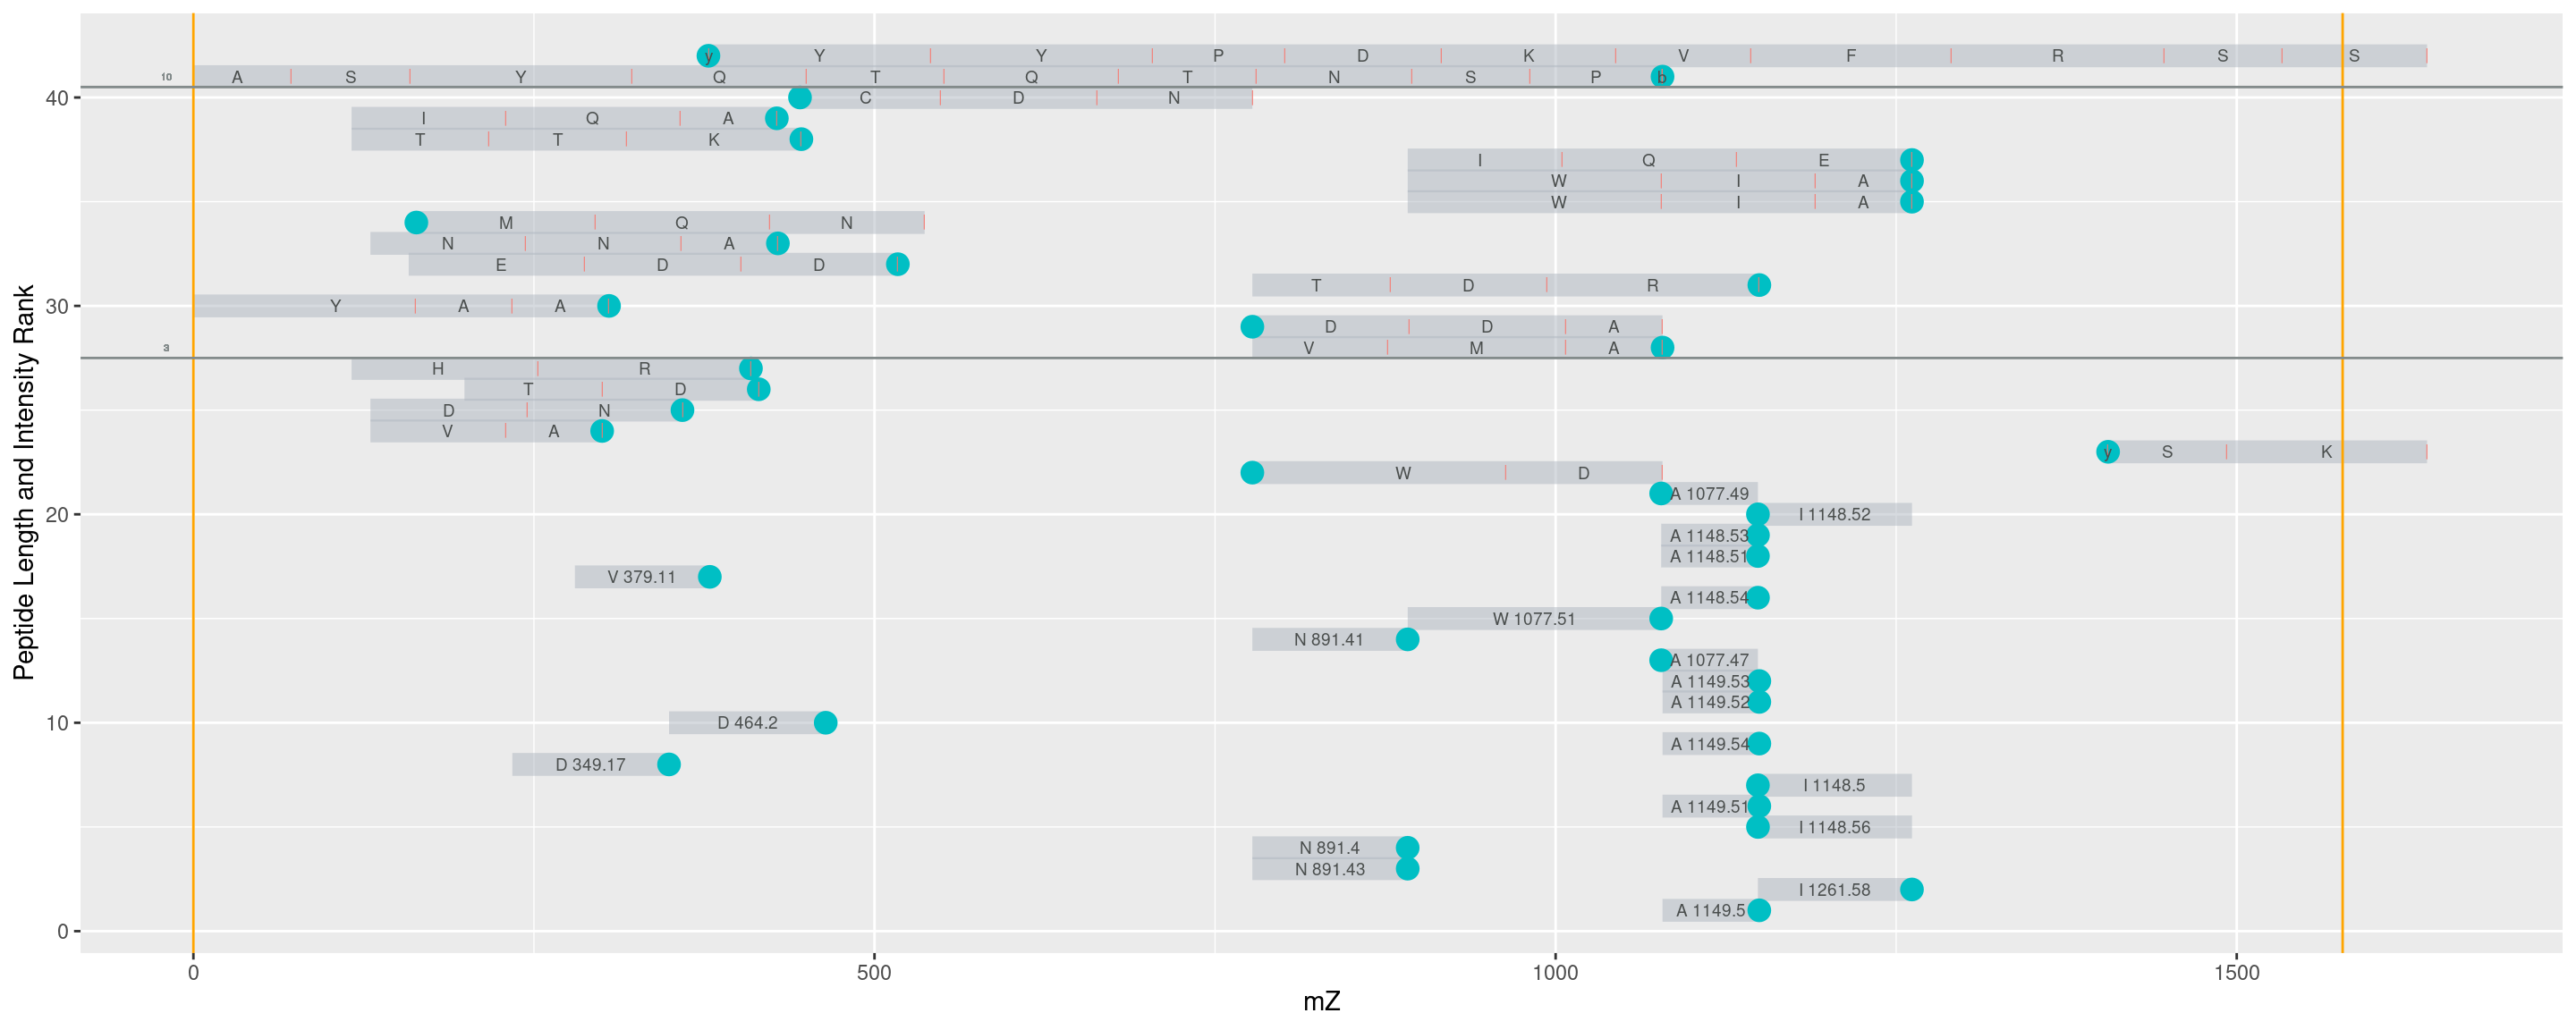 y Y Y P D K V F R S S
10 A S Y Q T Q T N S P b
40 C D N
I Q A
T T K
I Q E
W I A
W I A
M Q N
N N A
E D D
T D R
30 Y A A
D D A
3 V M A
H R
T D
D N
V A
y S K
W D
A 1077.49
20 I 1148.52
A 1148.53
A 1148.51
V 379.11
A 1148.54
W 1077.51
N 891.41
A 1077.47
A 1149.53
A 1149.52
10 D 464.2
A 1149.54
D 349.17
I 1148.5
A 1149.51
I 1148.56
N 891.4
N 891.43
I 1261.58
A 1149.5
0
0 500 1000 1500
mZ
Peptide Length and Intensity Rank